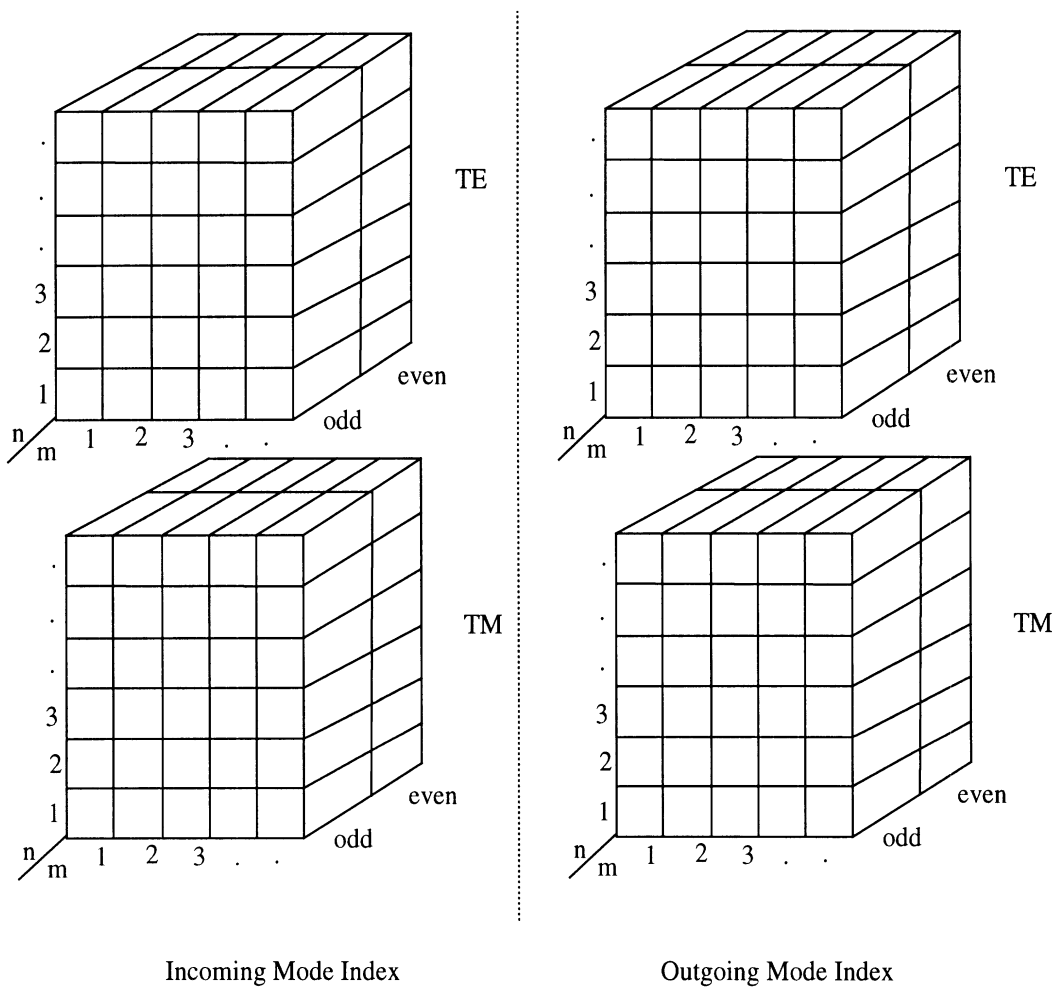 TE
.
.
.
3
2
1
n
m
1 2 3 . .
odd
even
TE
.
.
.
3
2
1
n
m
1 2 3 . .
odd
even
TM
.
.
.
3
2
1
n
m
1 2 3 . .
odd
even
TM
.
.
.
3
2
1
n
m
1 2 3 . .
odd
even
Incoming Mode Index
Outgoing Mode Index